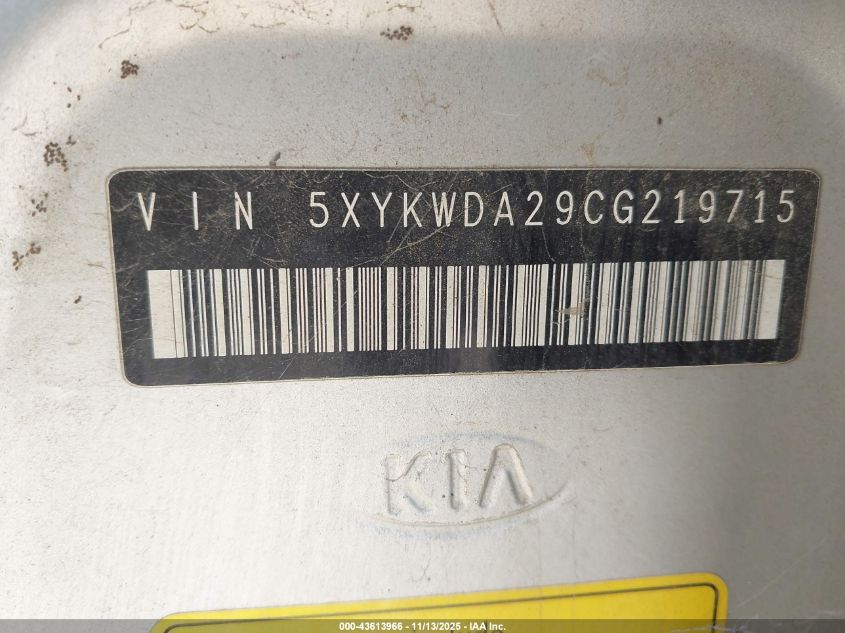 VIN 5XYKWDA29CG219715
KIA
000-43613966 - 11/13/2025 - IAA Inc.